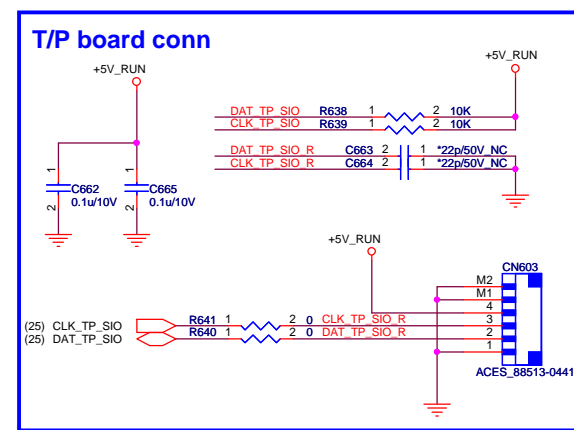 T/P board conn
+5V_RUN
+5V_RUN
DAT_TP_SIO R638 1 2 10K
CLK_TP_SIO R639 1 2 10K
DAT_TP_SIO_R C663 2 1 *22p/50V_NC
CLK_TP_SIO_R C664 2 1 *22p/50V_NC
1 1
C662 C665
0.1u/10V 0.1u/10V
2 2
+5V_RUN
CN603
M2
M1
4
(25) CLK_TP_SIO R641 1 2 0 CLK_TP_SIO_R 3
(25) DAT_TP_SIO R640 1 2 0 DAT_TP_SIO_R 2
1
ACES_88513-0441